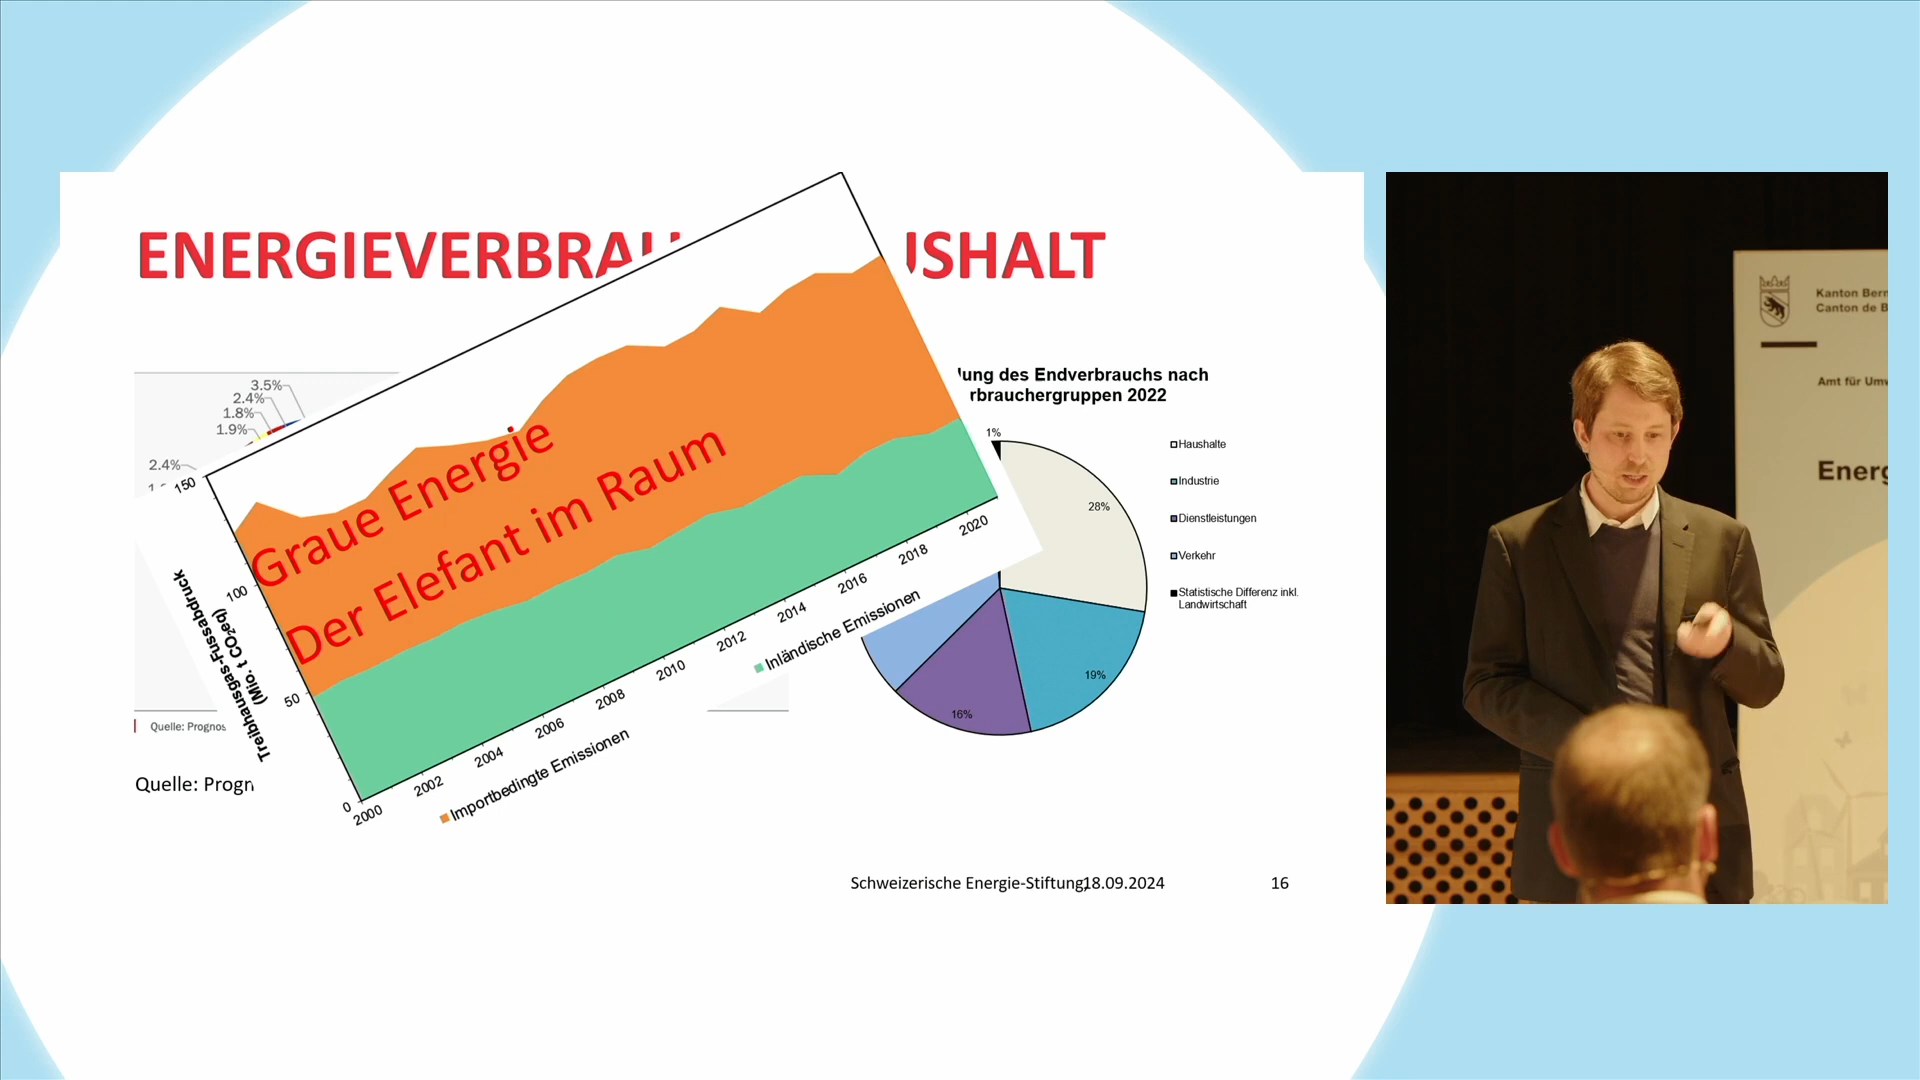 ENERGIEVERBRAU
USHALT
3.5%
2.4%
1.8%
1.9%
2.4%
Graue Energie
Der Elefant im Raum
150
100
50
0
Treibhausgas-Fussabdruck
(Mio. t CO₂eq)
2000
2002
2004
2006
2008
2010
2012
2014
2016
2018
2020
Importbedingte Emissionen
Inländische Emissionen
lung des Endverbrauchs nach
rbrauchergruppen 2022
1%
28%
19%
16%
Haushalte
Industrie
Dienstleistungen
Verkehr
Statistische Differenz inkl.
Landwirtschaft
Quelle: Prognos
Quelle: Progn
Schweizerische Energie-Stiftung,
18.09.2024
16
Kanton Bern
Canton de B
Amt für Umw
Energ